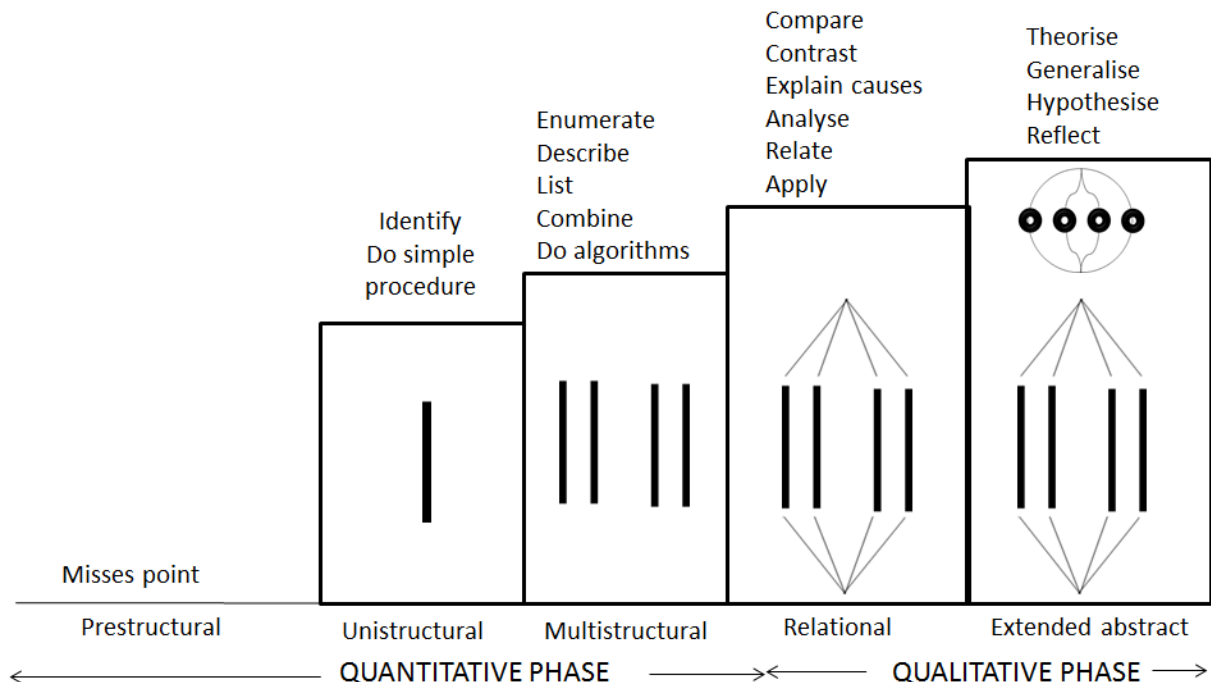 Misses point
Prestructural
Identify
Do simple
procedure
Unistructural
Enumerate
Describe
List
Combine
Do algorithms
Multistructural
Compare
Contrast
Explain causes
Analyse
Relate
Apply
Relational
Theorise
Generalise
Hypothesise
Reflect
Extended abstract
QUANTITATIVE PHASE
QUALITATIVE PHASE